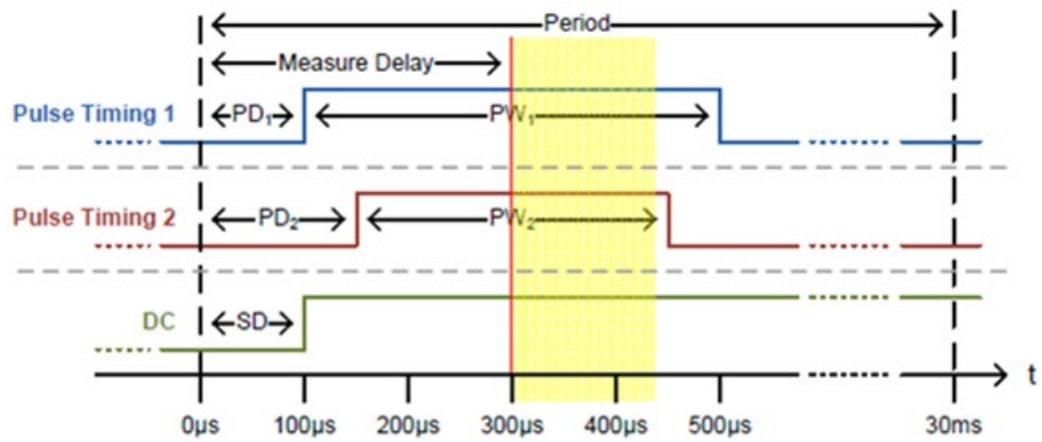 Period
Measure Delay
Pulse Timing 1 PD₁ PW₁
Pulse Timing 2 PD₂ PW₂
DC SD
t
0µs 100µs 200µs 300µs 400µs 500µs 30ms